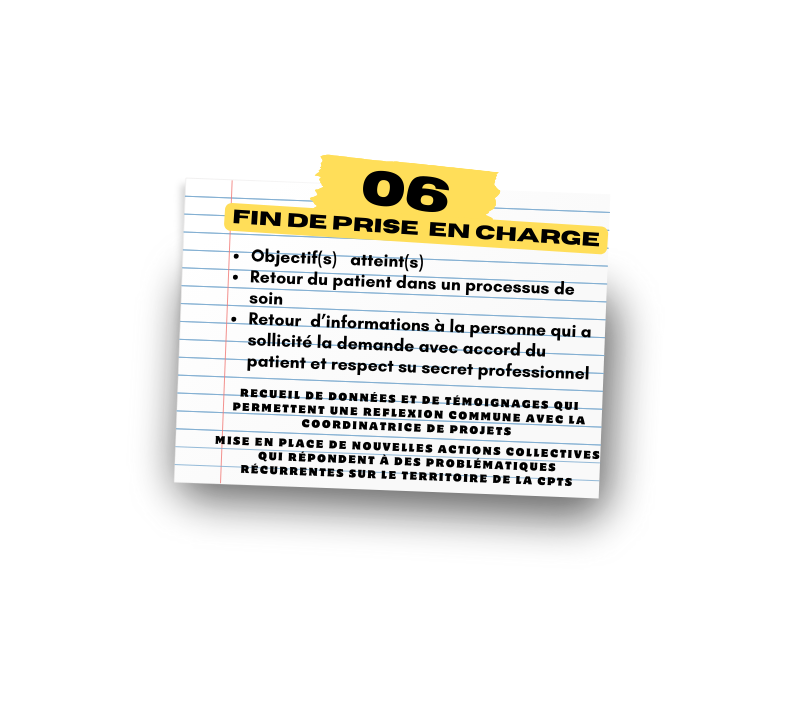 06
FIN DE PRISE EN CHARGE
• Objectif(s) atteint(s)
• Retour du patient dans un processus de
soin
• Retour d’informations à la personne qui a
sollicité la demande avec accord du
patient et respect su secret professionnel
RECUEIL DE DONNÉES ET DE TÉMOIGNAGES QUI
PERMETTENT UNE REFLEXION COMMUNE AVEC LA
COORDINATRICE DE PROJETS
MISE EN PLACE DE NOUVELLES ACTIONS COLLECTIVES
QUI RÉPONDENT À DES PROBLÉMATIQUES
RÉCURRENTES SUR LE TERRITOIRE DE LA CPTS